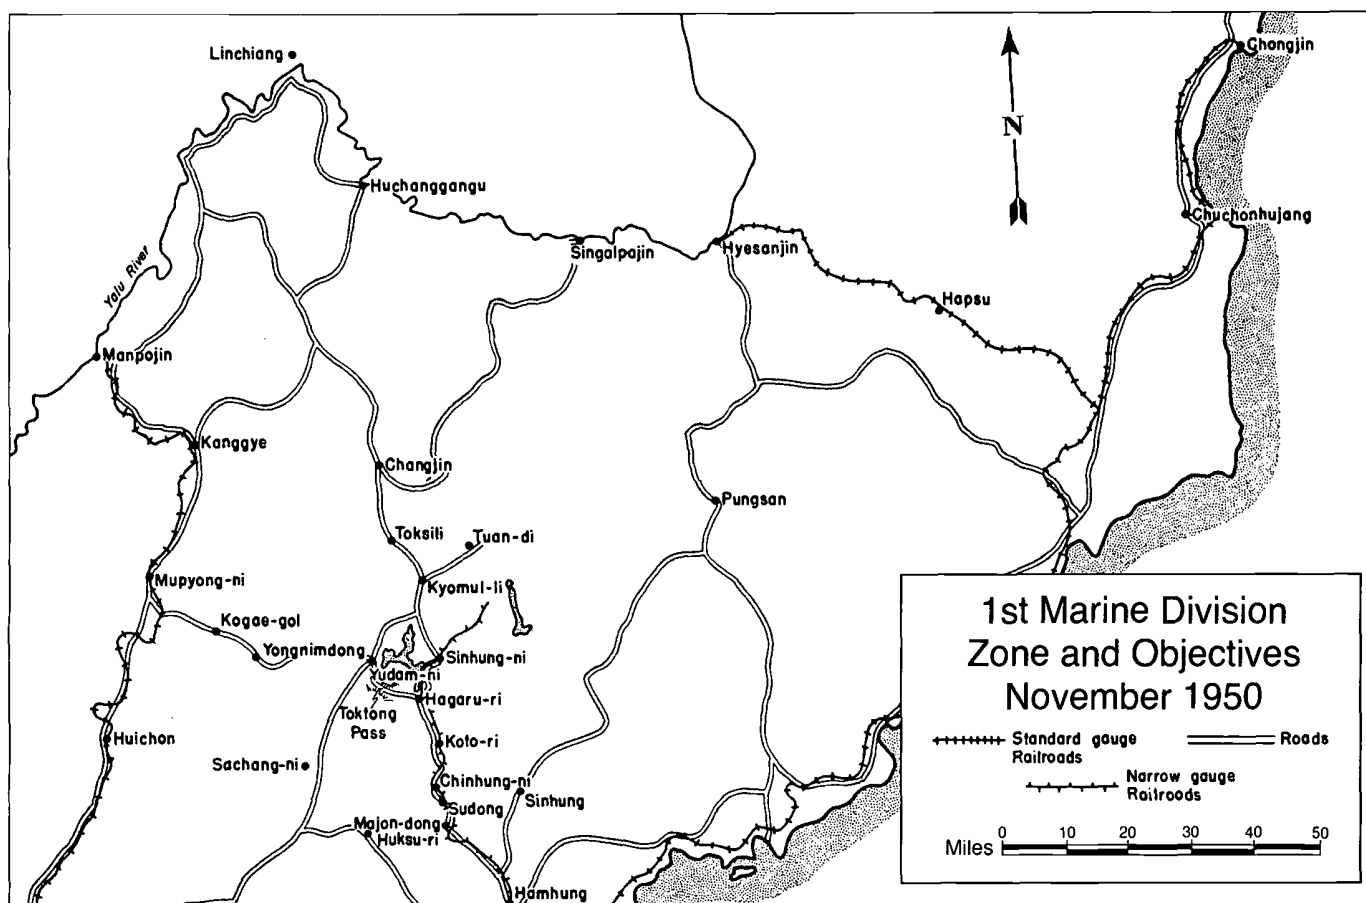 Linchiang
Chongjin
N
Huchanggangu
Chuchonhujang
Singalpajin
Hyesanjin
Yalu River
Hapsu
Manpojin
Kanggye
Changjin
Pungsan
Toksili
Tuan-di
Mupyong-ni
Kyomul-li
Kogae-gol
Yongnimdong
Sinhung-ni
Yudam-ni
Hagaru-ri
Toktong
Pass
Huichon
Koto-ri
Sachang-ni
Chinhung-ni
Sinhung
Sudong
Majon-dong
Huksu-ri
Hamhung
1st Marine Division
Zone and Objectives
November 1950
Standard gauge
Railroads
Roads
Narrow gauge
Railroads
0 10 20 30 40 50
Miles